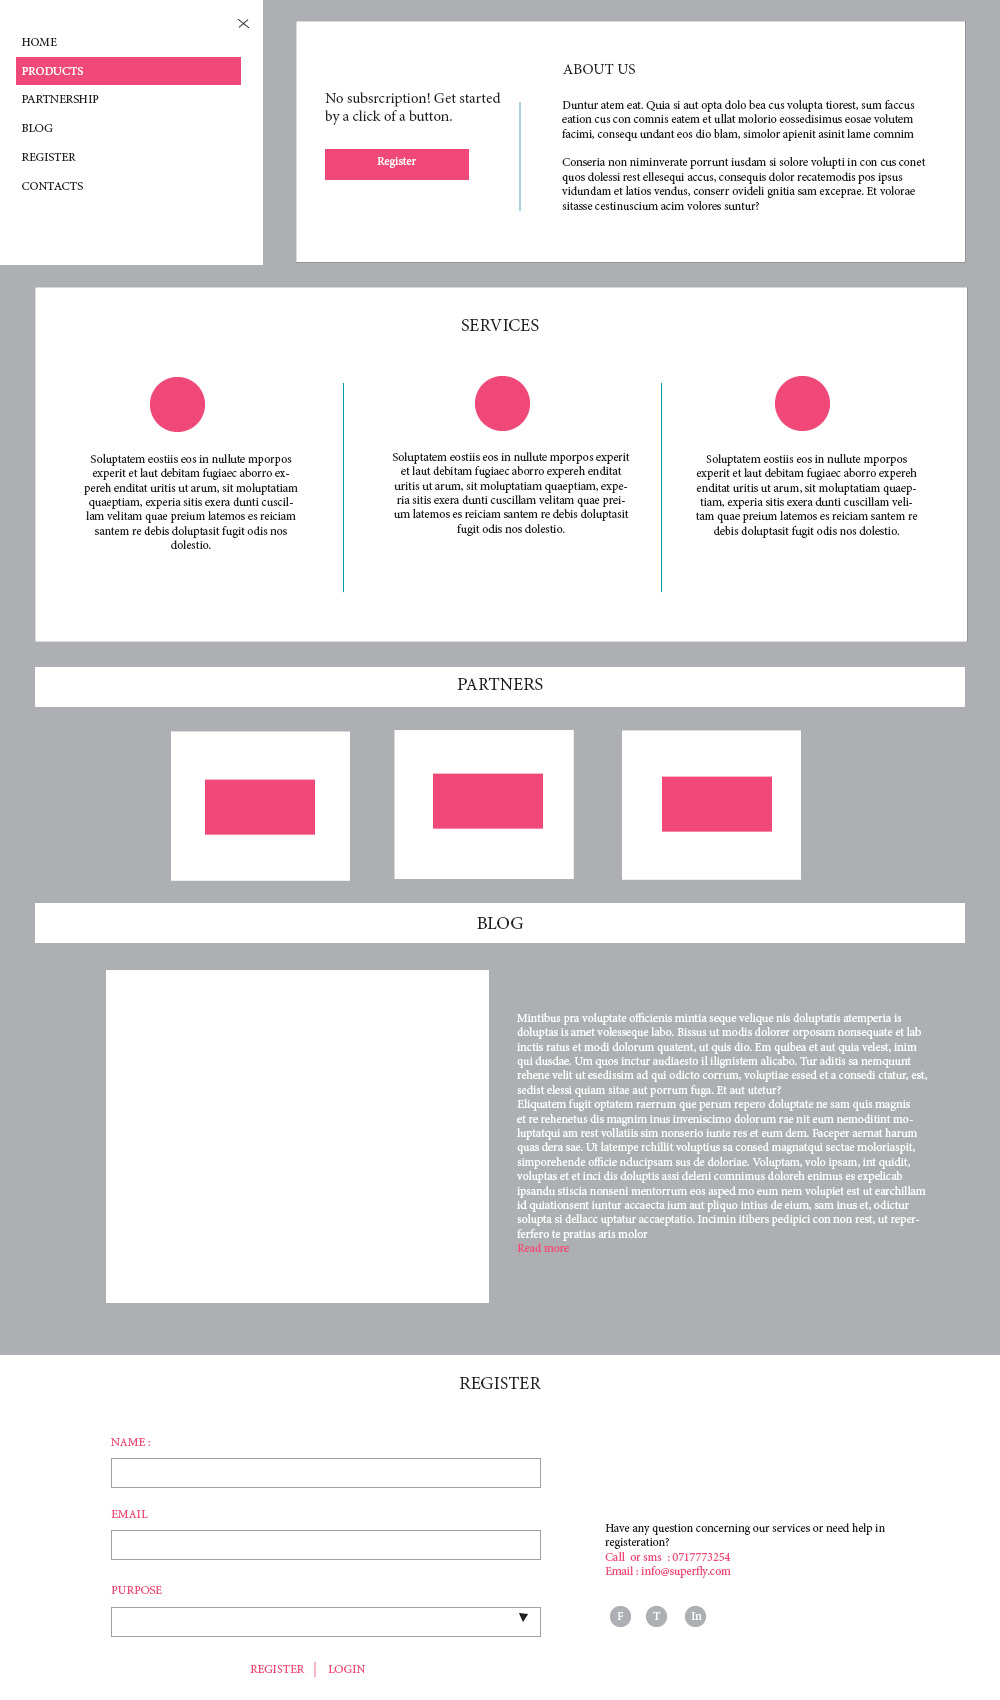 HOME
PRODUCTS
PARTNERSHIP
BLOG
REGISTER
CONTACTS
No subsrcription! Get started
by a click of a button.
Register
ABOUT US
Duntur atem eat. Quia si aut opta dolo bea cus volupta tiorest, sum faccus
eation cus con comnis eatem et ullat molorio eossedisimus eosae volutem
facimi, consequ undant eos dio blam, simolor apienit asinit lame comnim
Conseria non niminverate porrunt iusdam si solore volupti in con cus conet
quos dolessi rest ellesequi accus, consequis dolor recatemodis pos ipsus
vidundam et latios vendus, conserr ovideli gnitia sam exceprae. Et volorae
sitasse cestinuscium acim volores suntur?
SERVICES
Soluptatem eostiis eos in nullute mporpos
experit et laut debitam fugiaec aborro ex-
pereh enditat uritis ut arum, sit moluptatiam
quaeptiam, experia sitis exera dunti cuscil-
lam velitam quae preium latemos es reiciam
santem re debis doluptasit fugit odis nos
dolestio.
Soluptatem eostiis eos in nullute mporpos experit
et laut debitam fugiaec aborro expereh enditat
uritis ut arum, sit moluptatiam quaeptiam, expe-
ria sitis exera dunti cuscillam velitam quae prei-
um latemos es reiciam santem re debis doluptasit
fugit odis nos dolestio.
Soluptatem eostiis eos in nullute mporpos
experit et laut debitam fugiaec aborro expereh
enditat uritis ut arum, sit moluptatiam quaep-
tiam, experia sitis exera dunti cuscillam veli-
tam quae preium latemos es reiciam santem re
debis doluptasit fugit odis nos dolestio.
PARTNERS
BLOG
Mintibus pra voluptate officienis mintia seque velique nis doluptatis atemperia is
doluptas is amet volesseque labo. Bissus ut modis dolorer orposam nonsequate et lab
inctis ratus et modi dolorum quatent, ut quis dio. Em quibea et aut quia velest, inim
qui dusdae. Um quos inctur audiaesto il ilignistem alicabo. Tur aditis sa nemquunt
rehene velit ut esedissim ad qui odicto corrum, voluptiae essed et a consedi ctatur, est,
sedist elessi quiam sitae aut porrum fuga. Et aut utetur?
Eliquatem fugit optatem raerrum que perum repero doluptate ne sam quis magnis
et re rehenetus dis magnim inus inveniscimo dolorum rae nit eum nemoditint mo-
luptatqui am rest vollatiis sim nonserio iunte res et eum dem. Faceper aernat harum
quas dera sae. Ut latempe rchillit voluptius sa consed magnatqui sectae moloriaspit,
simporehende officie nducipsam sus de doloriae. Voluptam, volo ipsam, int quidit,
voluptas et et inci dis doluptis assi deleni comnimus doloreh enimus es expelicab
ipsandu stiscia nonseni mentorrum eos asped mo eum nem volupiet est ut earchillam
id quiationsent iuntur accaecta ium aut pliquo intius de eium, sam inus et, odictur
solupta si dellacc uptatur accaeptatio. Incimin itibers pedipici con non rest, ut reper-
ferfero te pratias aris molor
Read more
REGISTER
NAME :
EMAIL
PURPOSE
REGISTER | LOGIN
Have any question concerning our services or need help in
registeration?
Call or sms : 0717773254
Email : info@superfly.com
F T In